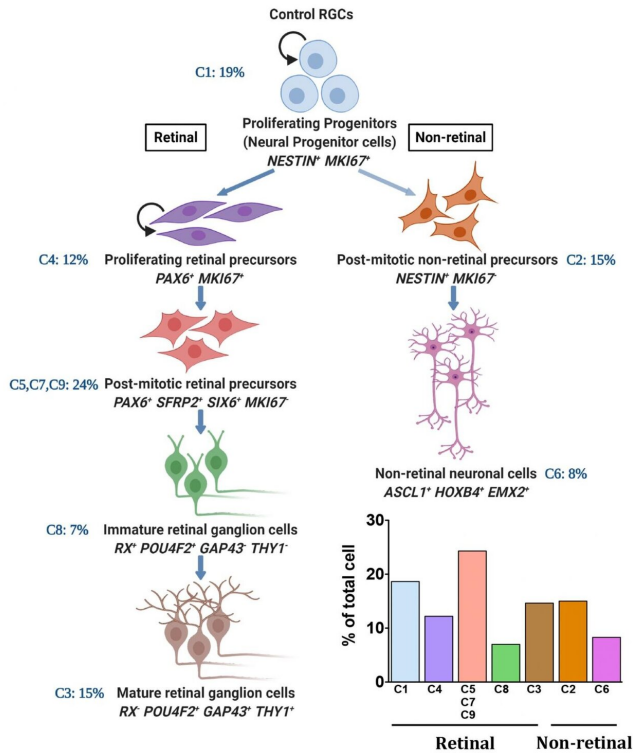 Control RGCs
C1: 19%
Retinal
Proliferating Progenitors
(Neural Progenitor cells)
NESTIN⁺ MKI67⁺
Non-retinal
C4: 12%
Proliferating retinal precursors
PAX6⁺ MKI67⁺
Post-mitotic non-retinal precursors
C2: 15%
NESTIN⁺ MKI67⁻
C5,C7,C9: 24%
Post-mitotic retinal precursors
PAX6⁺ SFRP2⁺ SIX6⁺ MKI67⁻
Non-retinal neuronal cells
C6: 8%
ASCL1⁺ HOXB4⁺ EMX2⁺
C8: 7%
Immature retinal ganglion cells
RX⁺ POU4F2⁺ GAP43⁻ THY1⁻
C3: 15%
Mature retinal ganglion cells
RX⁻ POU4F2⁺ GAP43⁺ THY1⁺
% of total cell
30
20
10
0
C1 C4 C5 C8 C3 C2 C6
C7
C9
Retinal Non-retinal